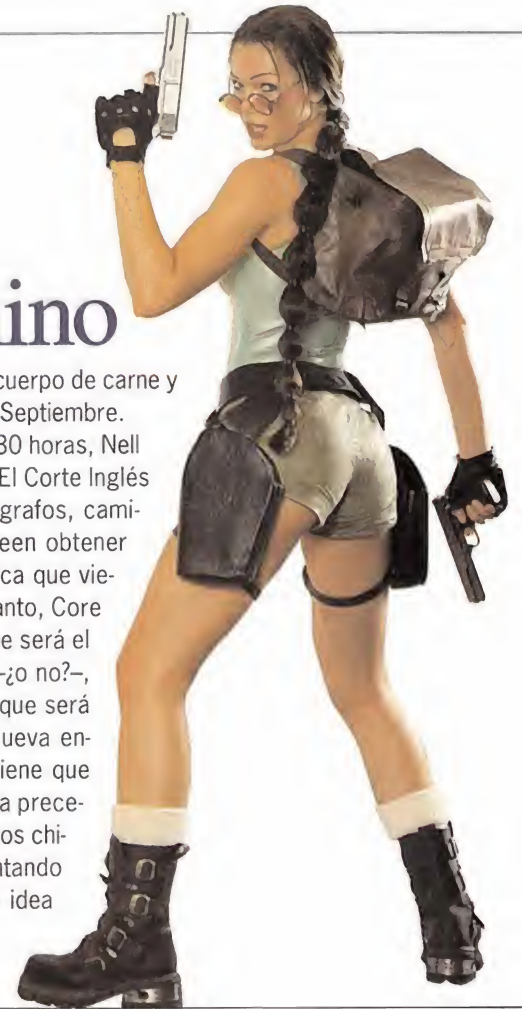 ino
cuerpo de carne y
Septiembre.
30 horas, Nell
El Corte Inglés
grafos, cami-
een obtener
ca que vie-
anto, Core
e será el
–¿o no?–,
que será
ueva en-
iene que
a prece-
os chi-
tando
idea